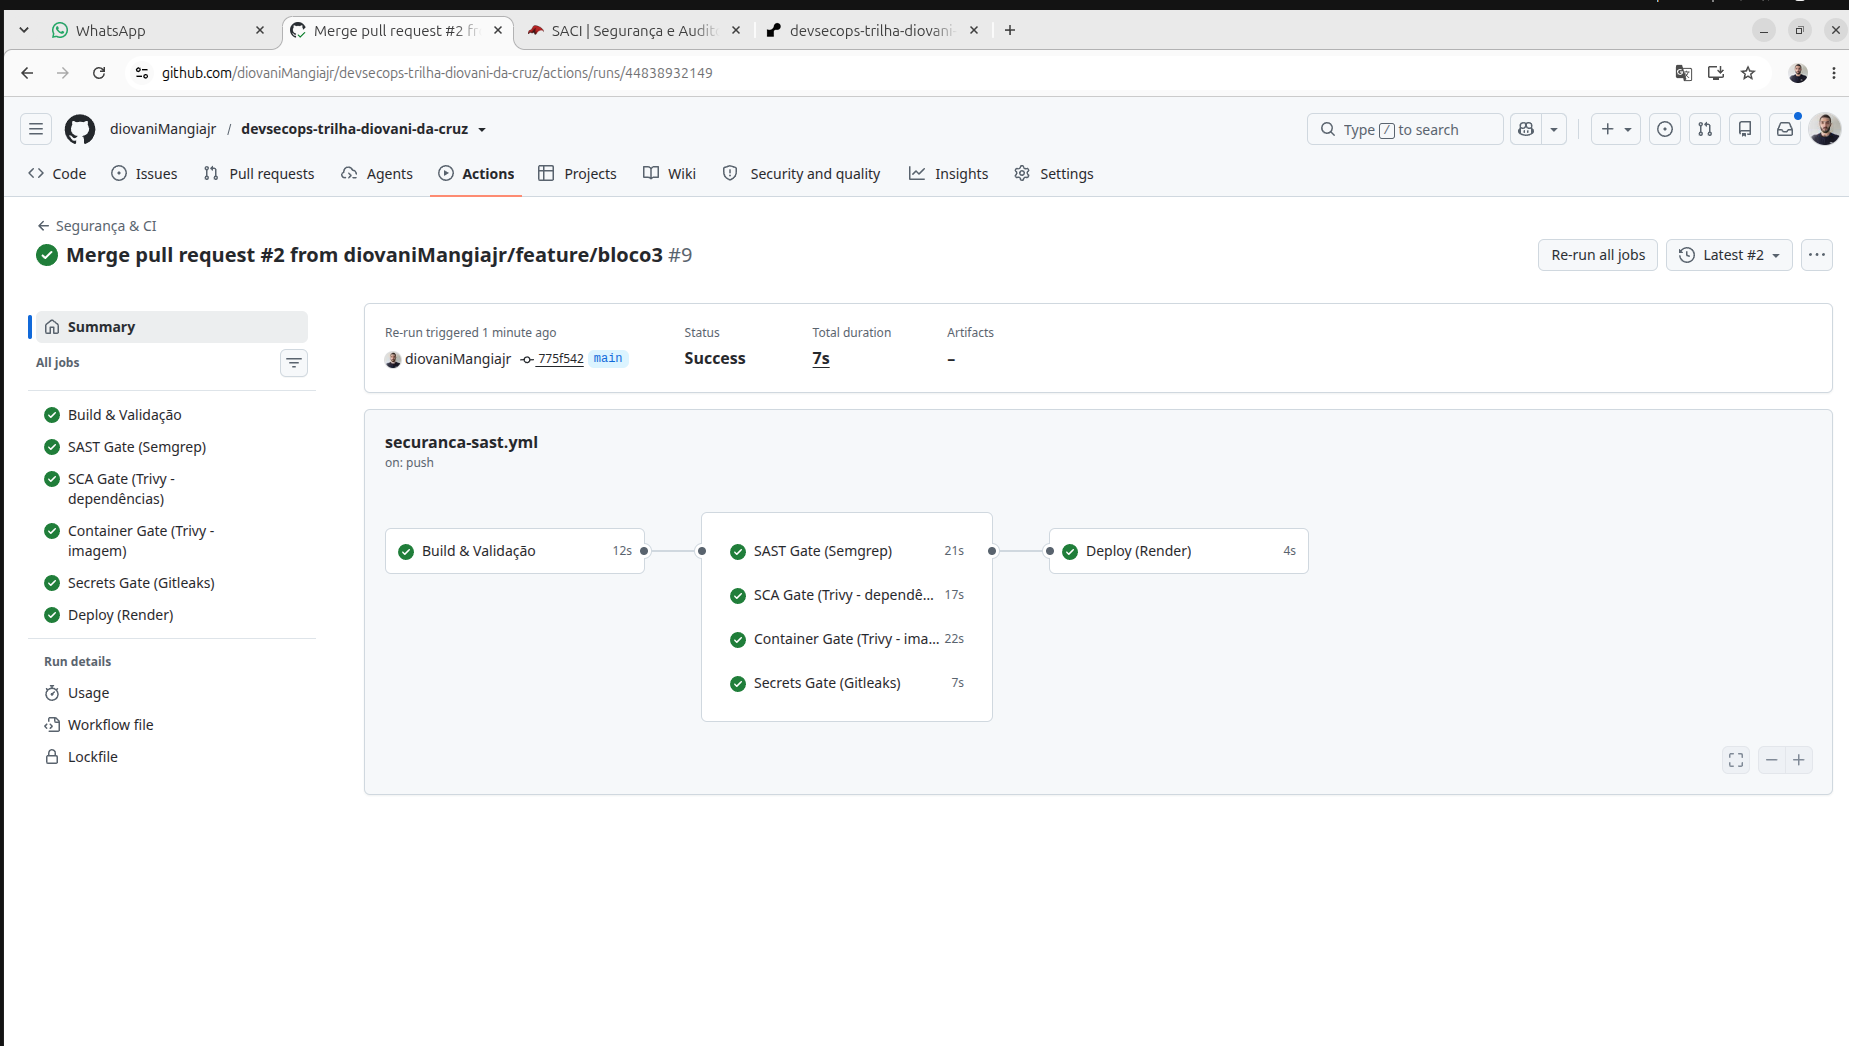 WhatsApp
Merge pull request #2 fr
SACI | Segurança e Audito
devsecops-trilha-diovani-
github.com/diovaniMangiajr/devsecops-trilha-diovani-da-cruz/actions/runs/44838932149
diovaniMangiajr / devsecops-trilha-diovani-da-cruz
Type / to search
Code
Issues
Pull requests
Agents
Actions
Projects
Wiki
Security and quality
Insights
Settings
Segurança & CI
Merge pull request #2 from diovaniMangiajr/feature/bloco3 #9
Re-run all jobs
Latest #2
Summary
All jobs
Build & Validação
SAST Gate (Semgrep)
SCA Gate (Trivy -
dependências)
Container Gate (Trivy -
imagem)
Secrets Gate (Gitleaks)
Deploy (Render)
Run details
Usage
Workflow file
Lockfile
Re-run triggered 1 minute ago
diovaniMangiajr 775f542 main
Status
Success
Total duration
7s
Artifacts
–
securanca-sast.yml
on: push
Build & Validação 12s
SAST Gate (Semgrep) 21s
SCA Gate (Trivy - dependê... 17s
Container Gate (Trivy - ima... 22s
Secrets Gate (Gitleaks) 7s
Deploy (Render) 4s